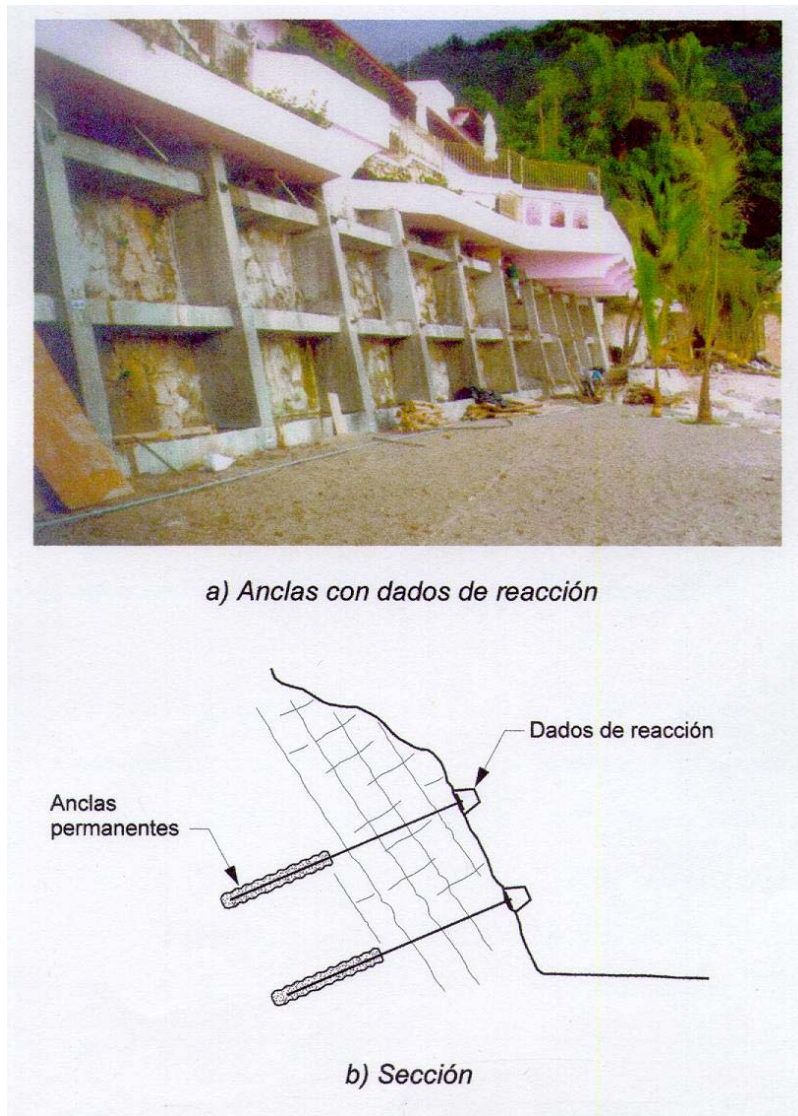 a) Anclas con dados de reacción
Dados de reacción
Anclas
permanentes
b) Sección